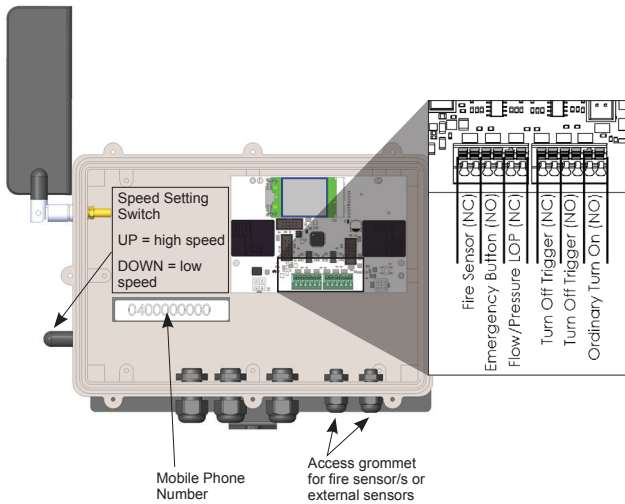 Speed Setting
Switch
UP = high speed
DOWN = low
speed
0400000000
Mobile Phone
Number
Access grommet
for fire sensor/s or
external sensors
Fire Sensor (NC)
Emergency Button (NO)
Flow/Pressure LOP (NC)
Turn Off Trigger (NC)
Turn Off Trigger (NO)
Ordinary Turn On (NO)